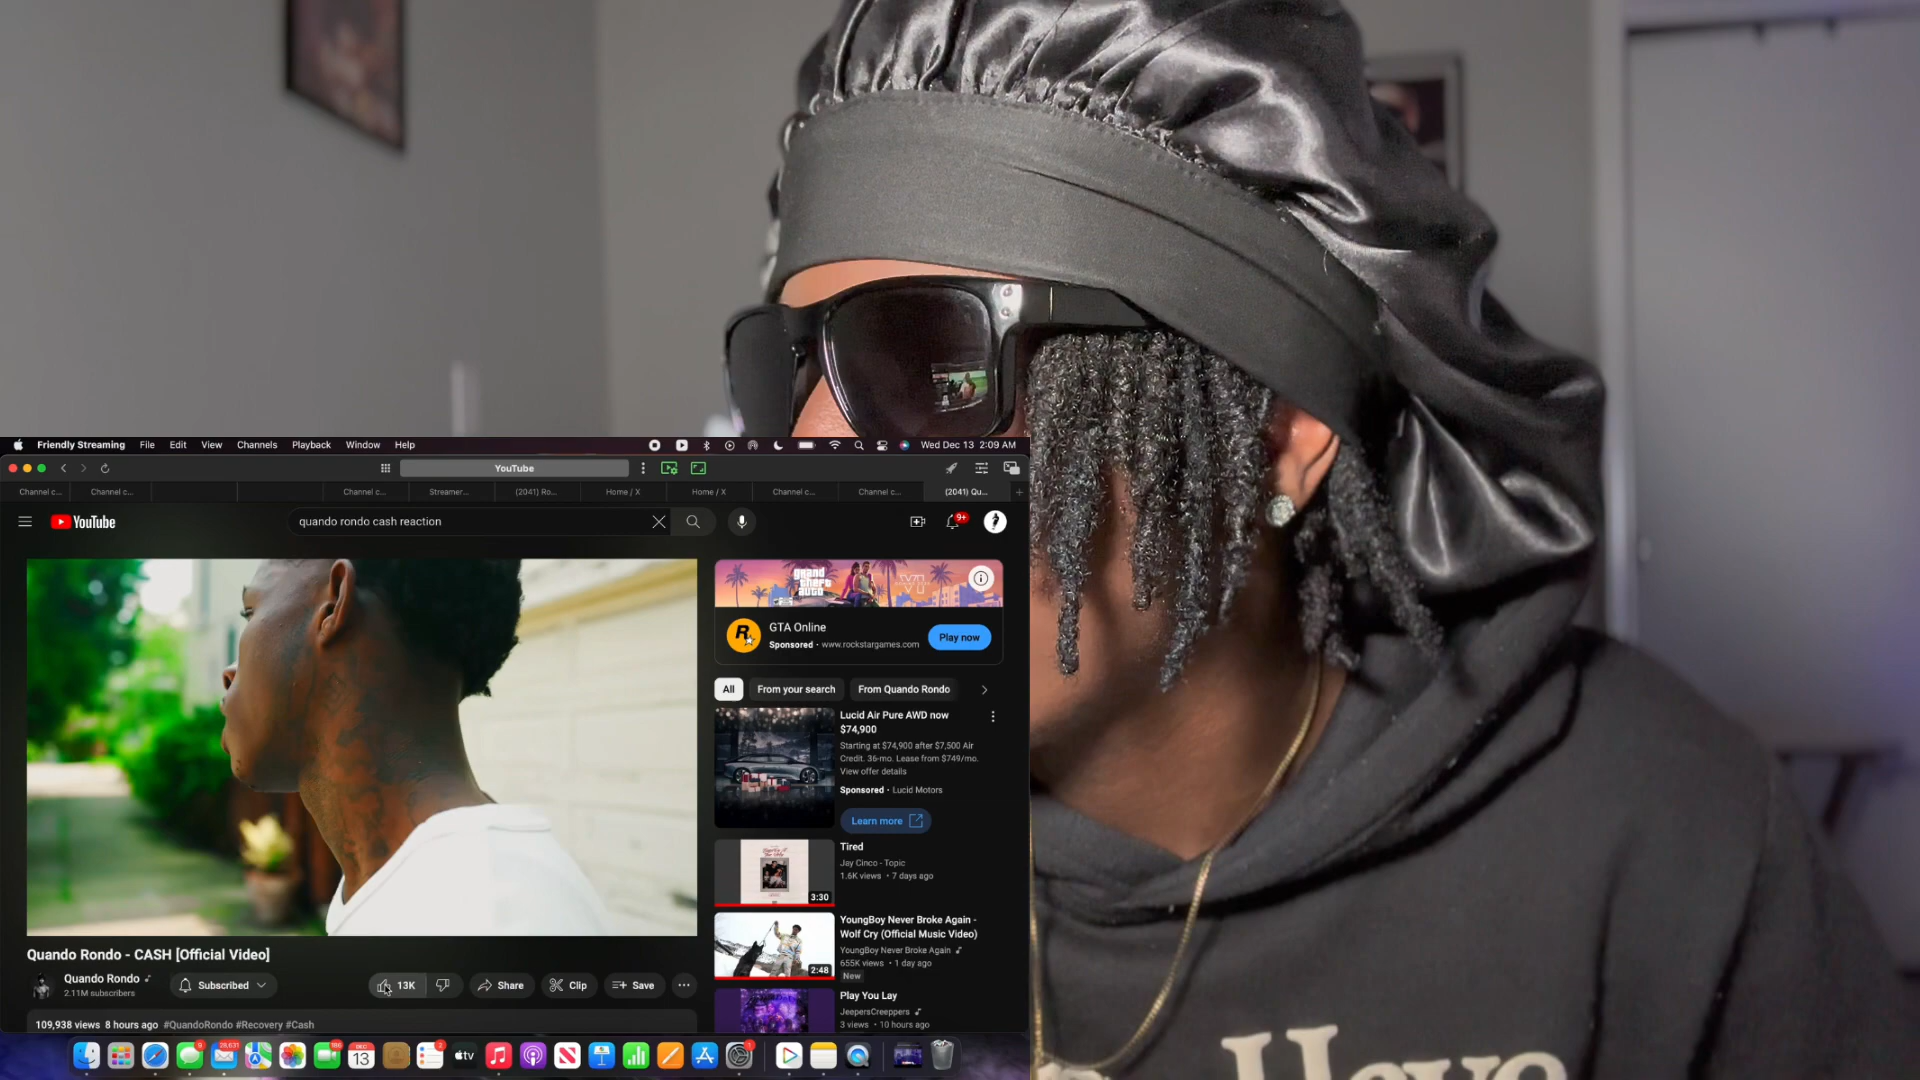 Friendly Streaming File Edit View Channels Playback Window Help Wed Dec 13 2:09 AM
YouTube
Channel c... Channel c... Channel c... Streamer... (2041) Ro... Home / X Home / X Channel c... Channel c... (2041) Qu...
YouTube
quando rondo cash reaction
9+
grand theft auto VI
GTA Online
Sponsored · www.rockstargames.com
Play now
All From your search From Quando Rondo
Lucid Air Pure AWD now $74,900
Starting at $74,900 after $7,500 Air
Credit. 36-mo. Lease from $749/mo.
View offer details
Sponsored · Lucid Motors
Learn more
Tired
Jay Cinco - Topic
1.6K views • 7 days ago
3:30
YoungBoy Never Broke Again -
Wolf Cry (Official Music Video)
YoungBoy Never Broke Again
655K views • 1 day ago
New
2:48
Play You Lay
JeepersCreeppers
3 views • 10 hours ago
Quando Rondo - CASH [Official Video]
Quando Rondo
2.11M subscribers
Subscribed
13K
Share
Clip
Save
109,938 views 8 hours ago #QuandoRondo #Recovery #Cash
DEC
13
tv